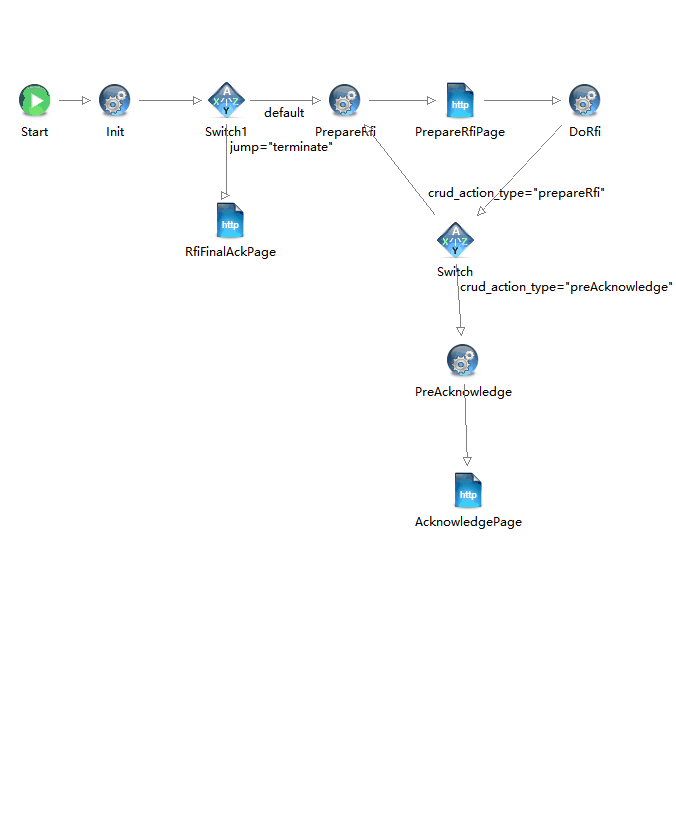 A
X Z
Y
http
Start
Init
Switch1
default
PrepareRfi
PrepareRfiPage
DoRfi
jump="terminate"
http
RfiFinalAckPage
crud_action_type="prepareRfi"
A
X Z
Y
Switch
crud_action_type="preAcknowledge"
PreAcknowledge
http
AcknowledgePage